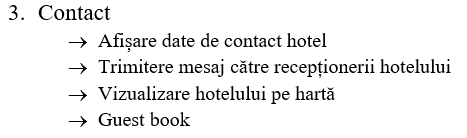 3. Contact
→ Afișare date de contact hotel
→ Trimitere mesaj către recepționerii hotelului
→ Vizualizare hotelului pe hartă
→ Guest book